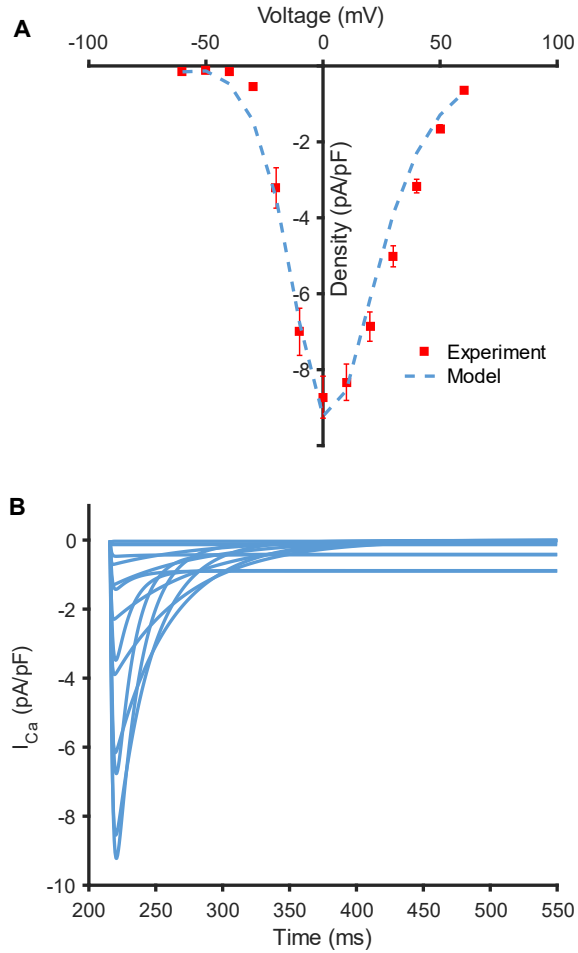 A
Voltage (mV)
-100 -50 0 50 100
-2
-4
-6
-8
Density (pA/pF)
Experiment
Model
B
0
-2
-4
-6
-8
-10
I_Ca (pA/pF)
200 250 300 350 400 450 500 550
Time (ms)